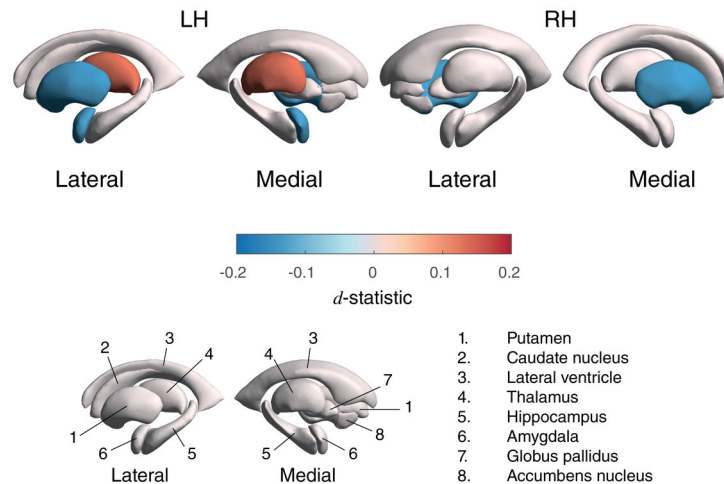 LH RH
Lateral Medial Lateral Medial
-0.2 -0.1 0 0.1 0.2
d-statistic
3 3
2 4 4
7
1 1
8
6 5 5 6
Lateral Medial
1. Putamen
2. Caudate nucleus
3. Lateral ventricle
4. Thalamus
5. Hippocampus
6. Amygdala
7. Globus pallidus
8. Accumbens nucleus